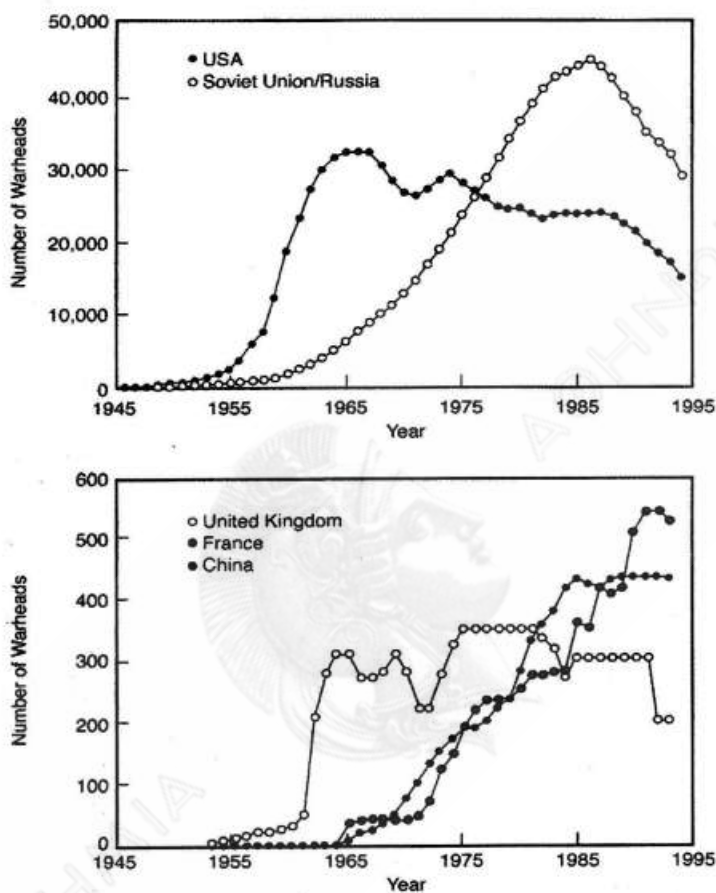 50,000
USA
Soviet Union/Russia
40,000
30,000
20,000
10,000
0
Number of Warheads
1945 1955 1965 1975 1985 1995
Year
600
United Kingdom
France
China
500
400
300
200
100
0
Number of Warheads
1945 1955 1965 1975 1985 1995
Year